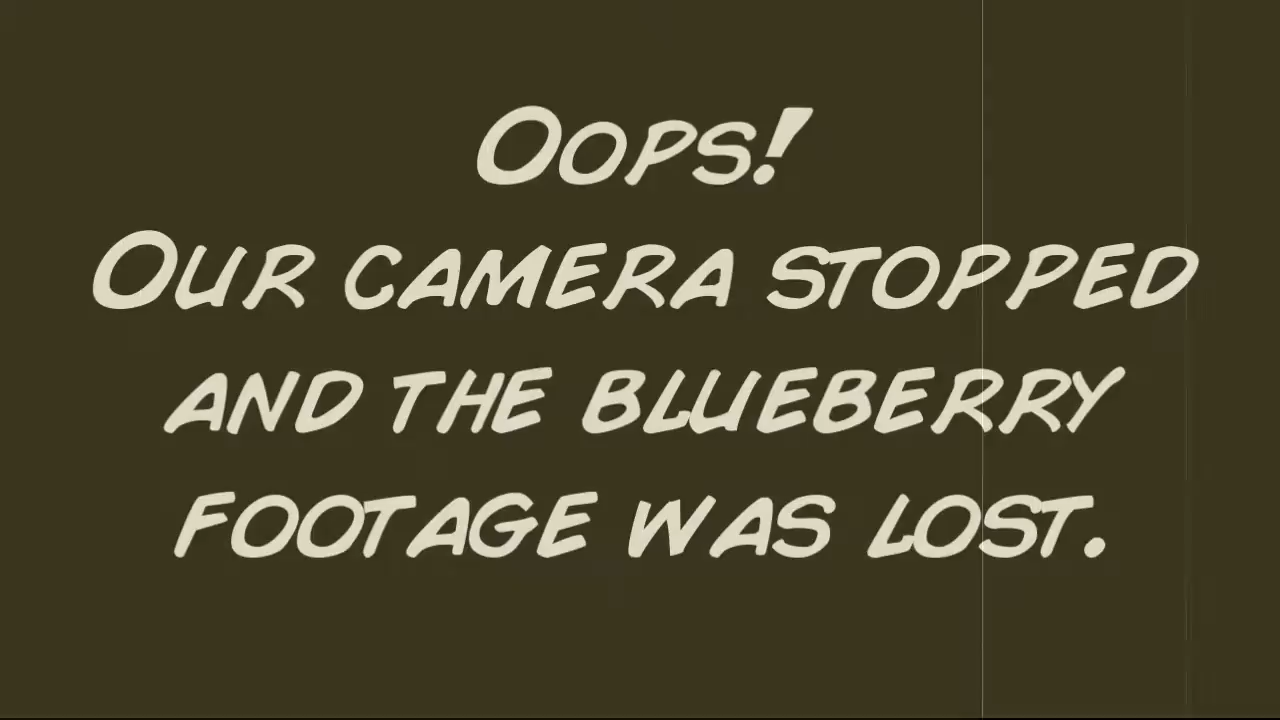 Oops!
Our camera stopped
and the blueberry
footage was lost.